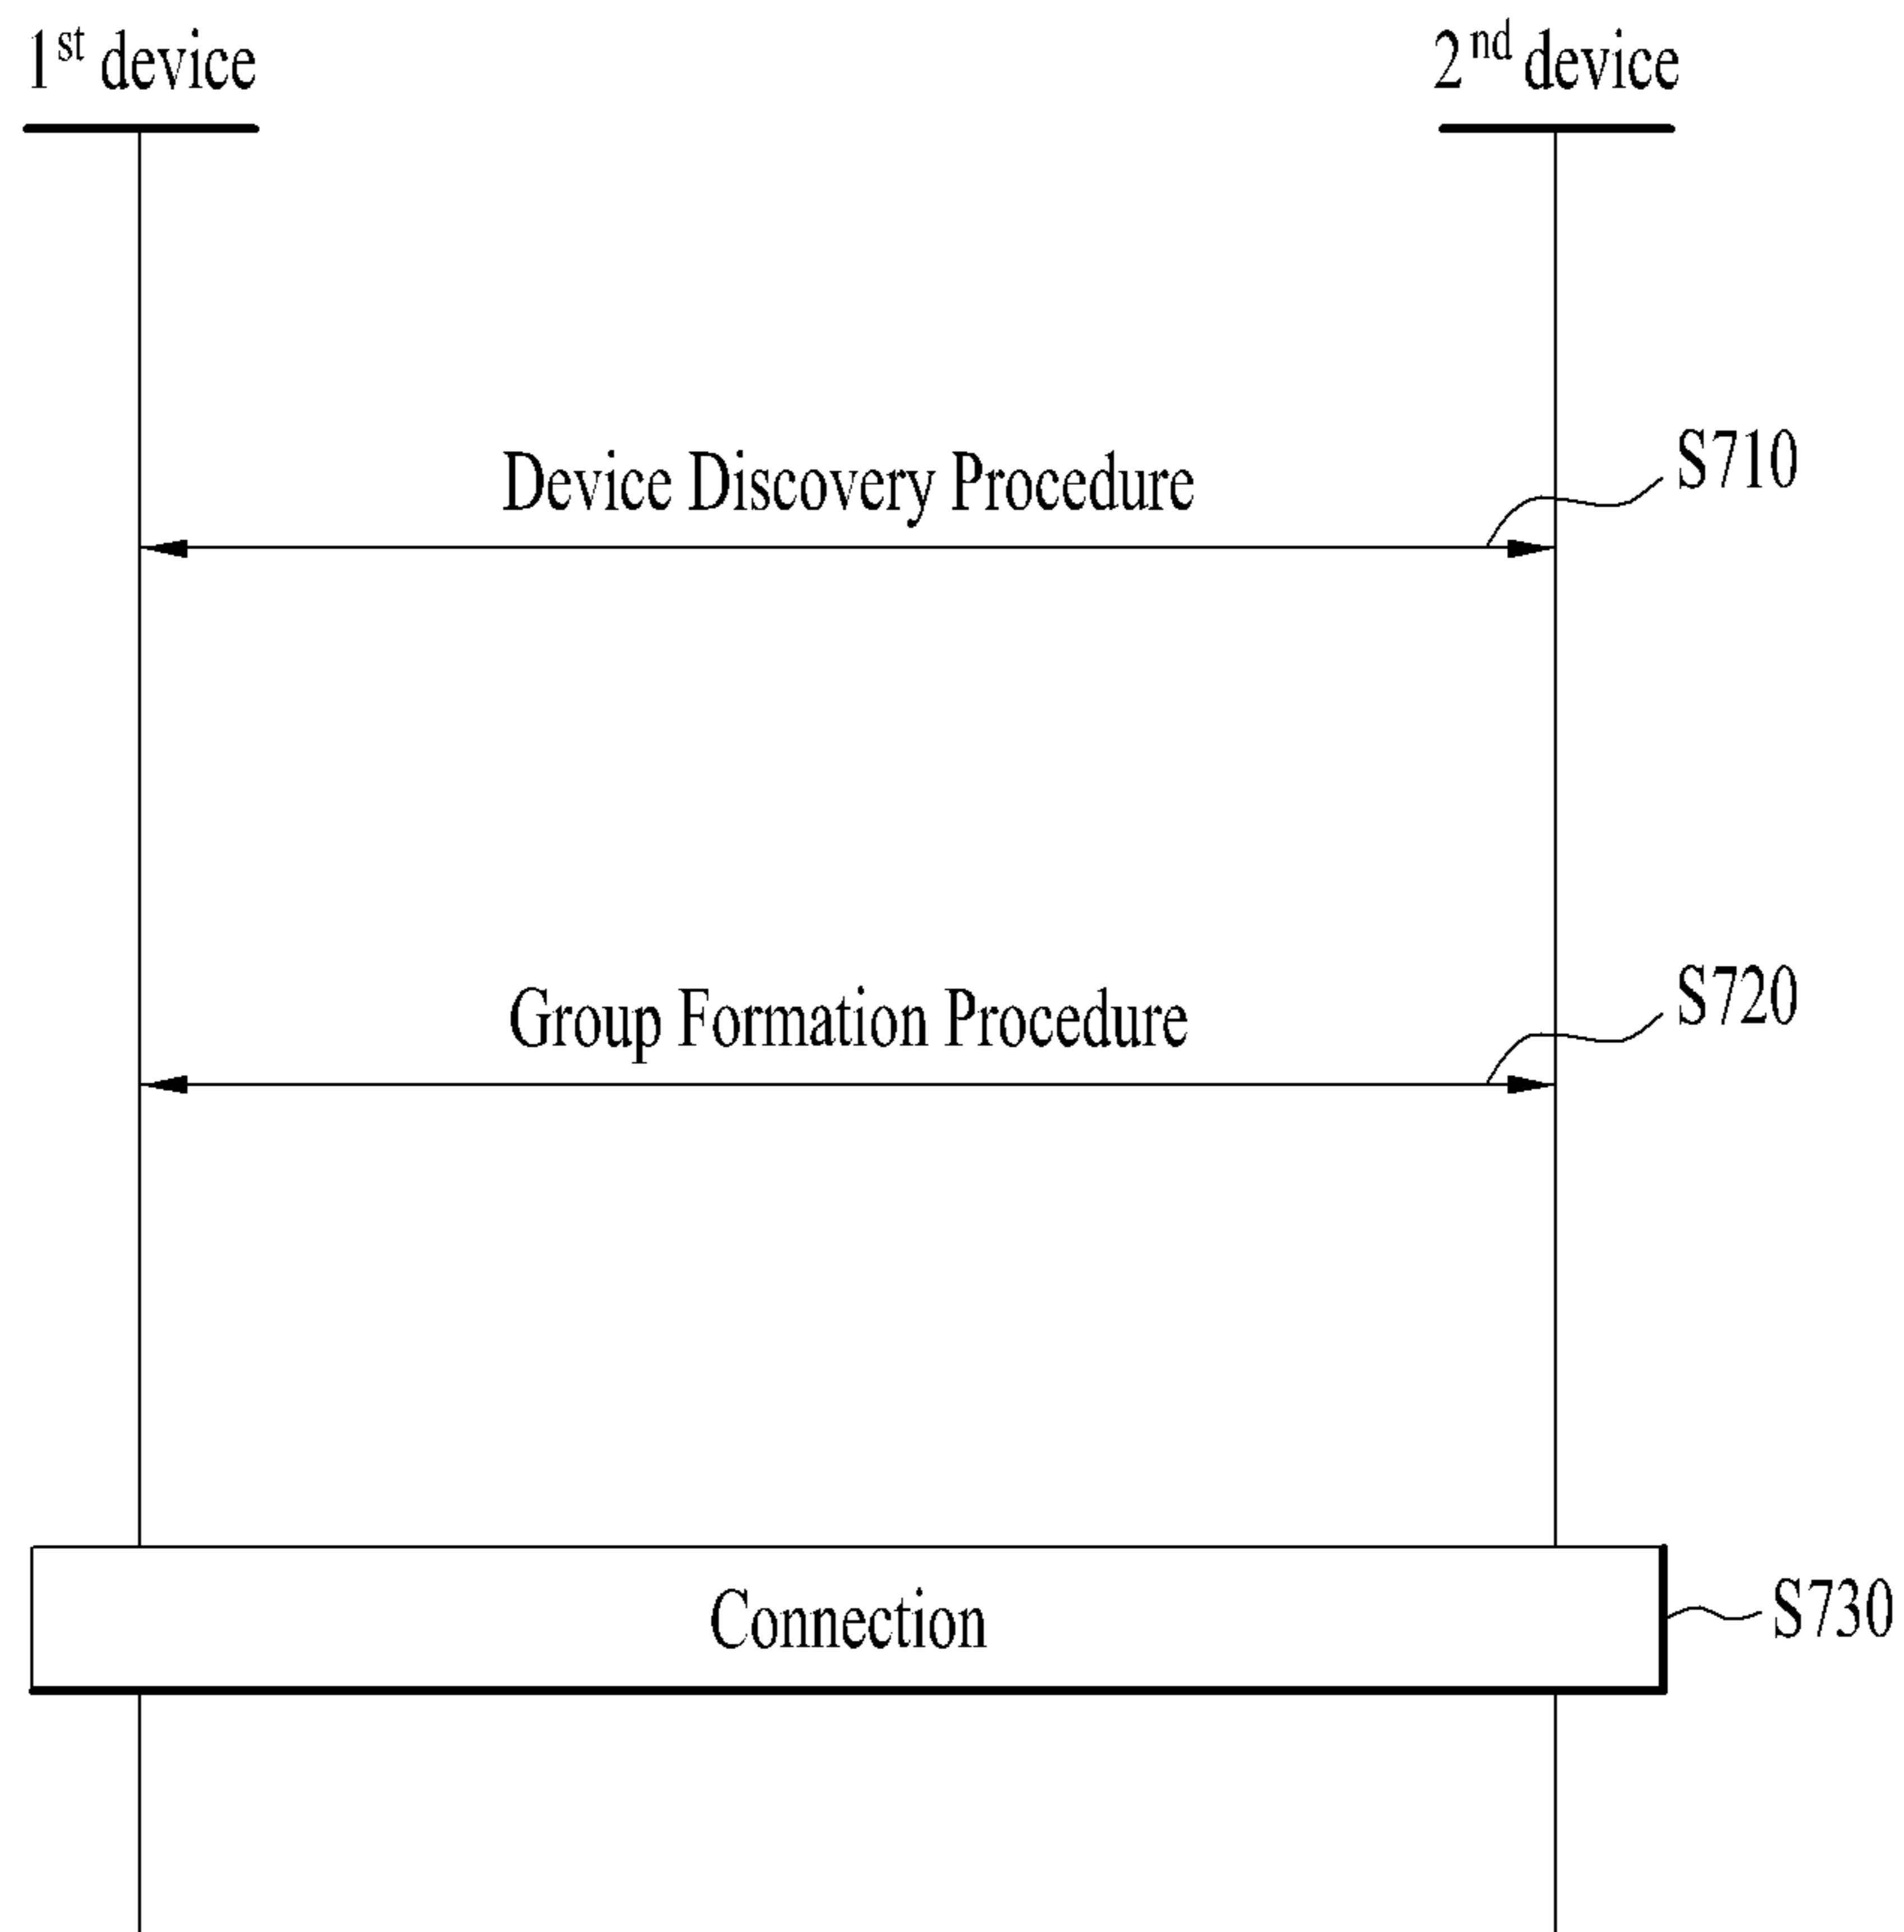 1st device
2nd device
S710
Device Discovery Procedure
S720
Group Formation Procedure
Connection
S730